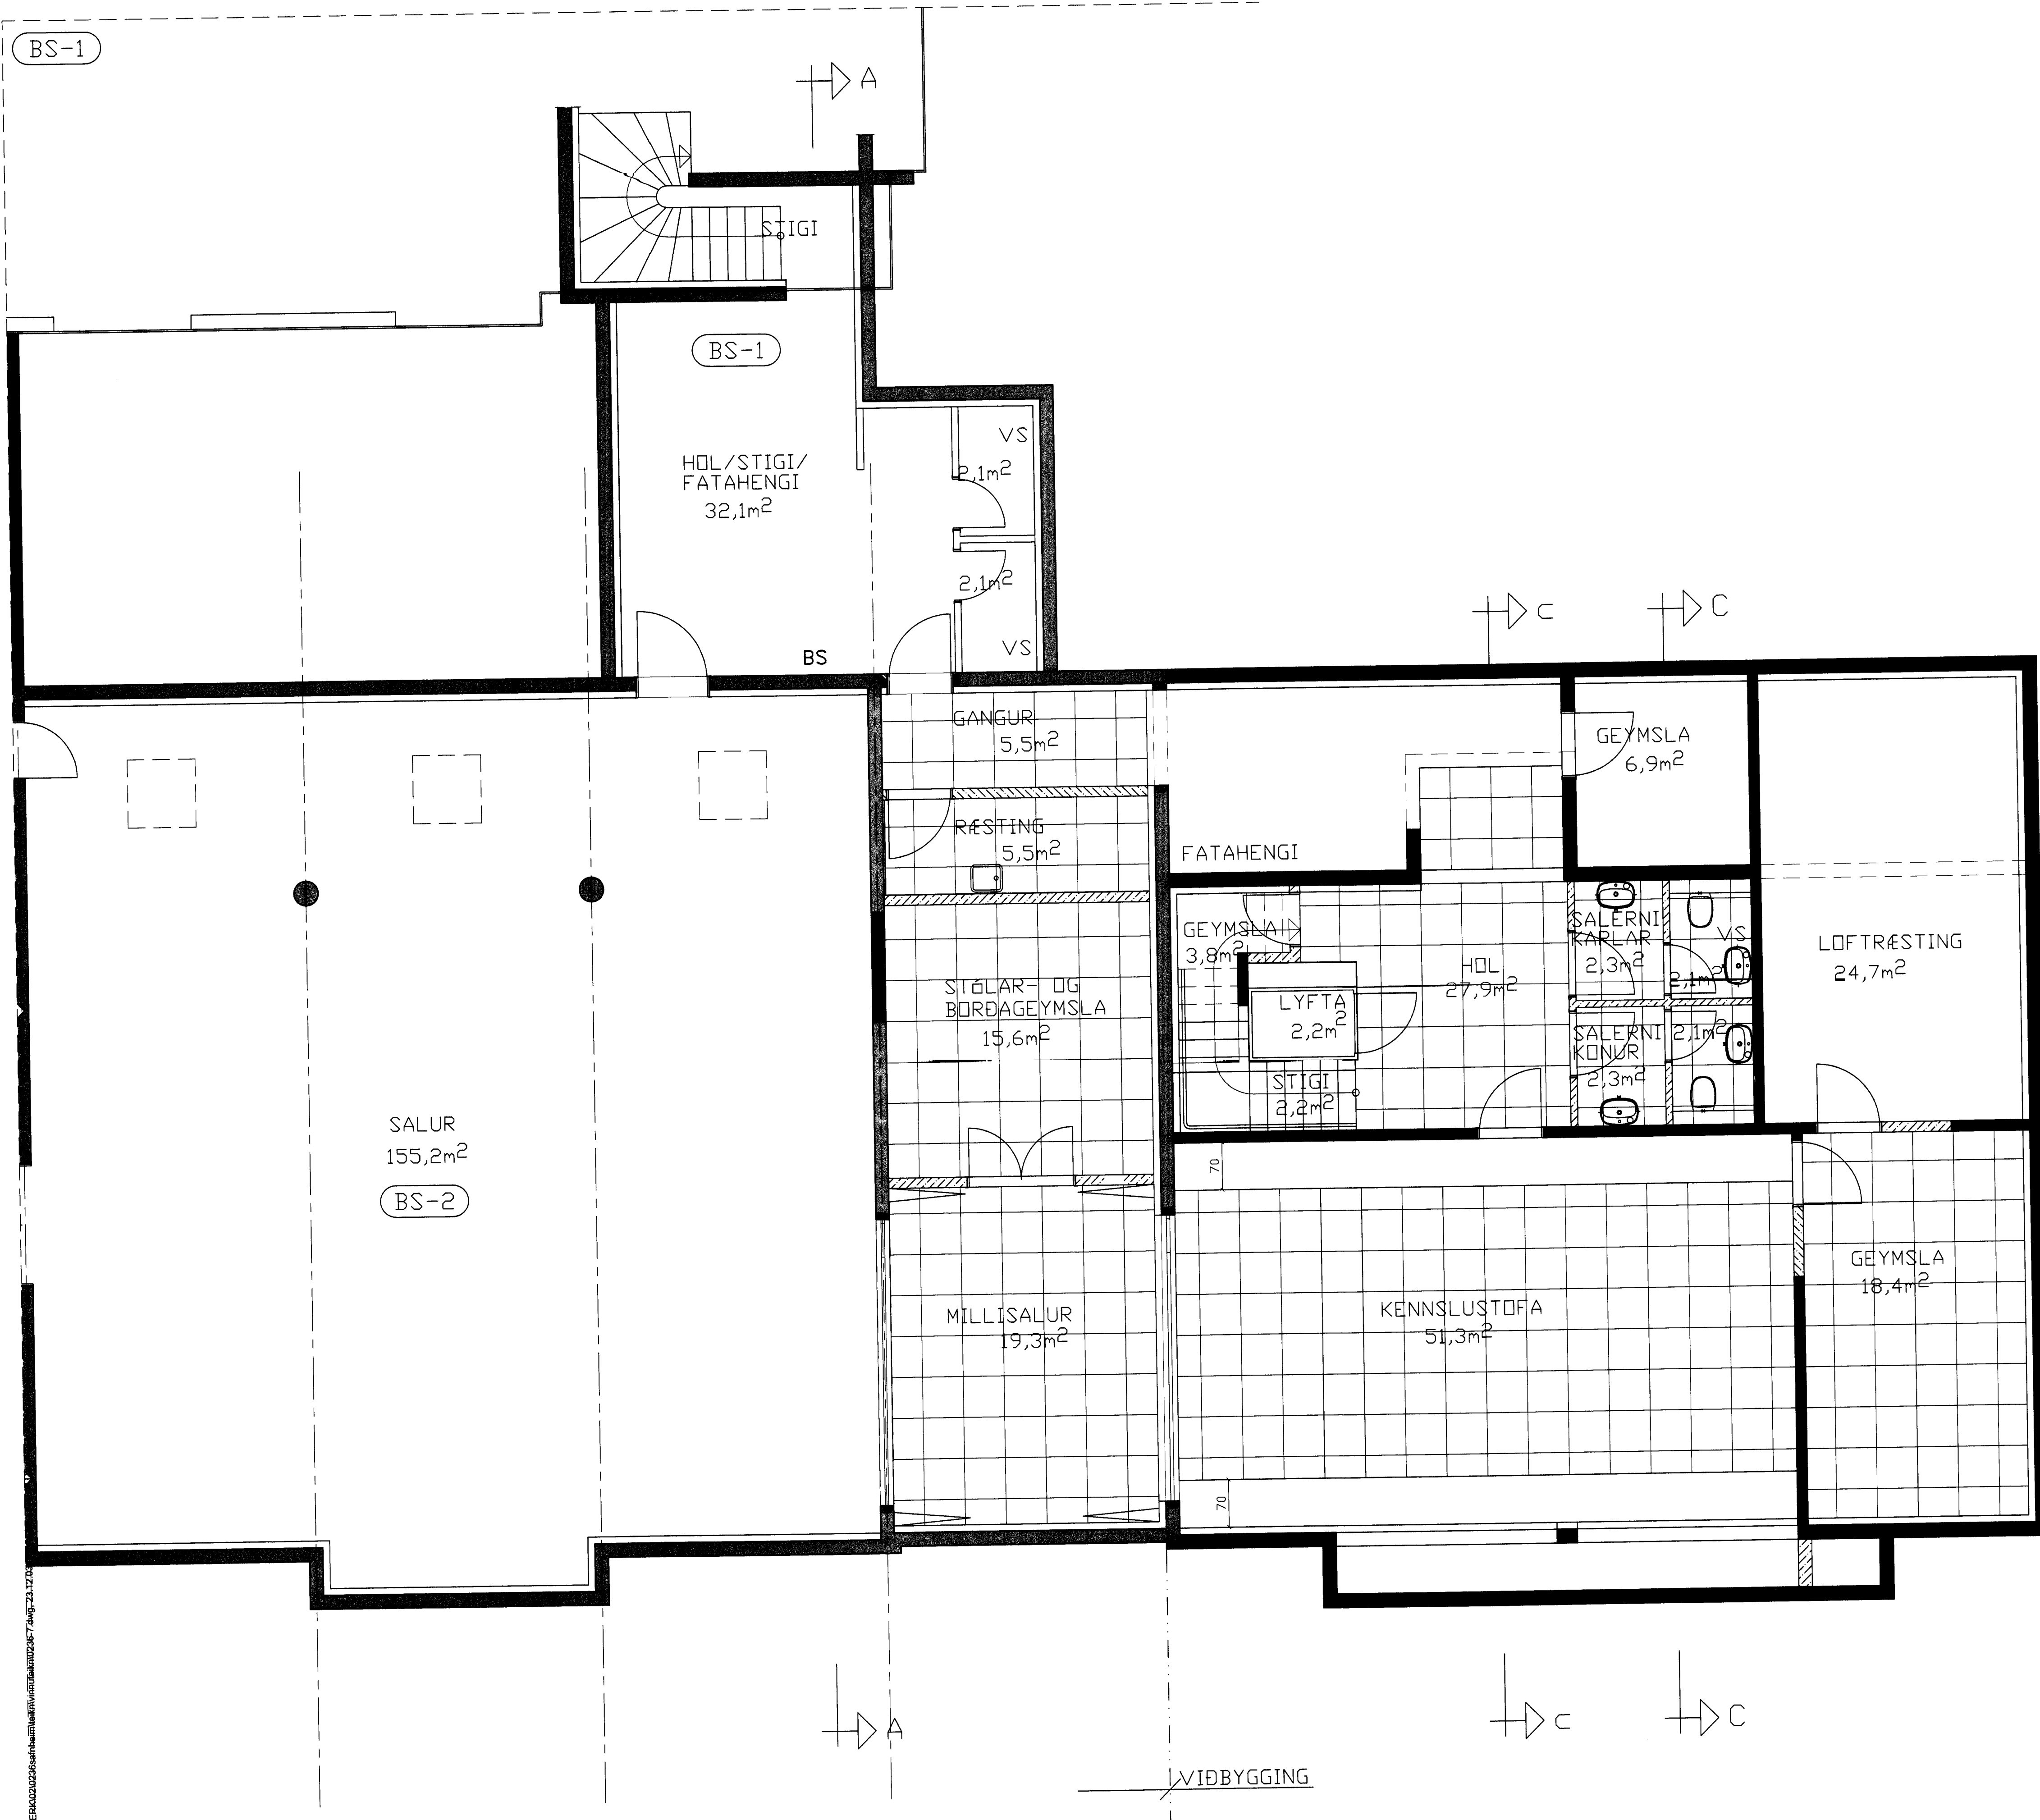 BS-1
A
STIGI
BS-1
VS
2,1m²
HOL/STIGI/
FATAHENGI
32,1m²
2,1m²
VS
BS
c
C
GANGUR
5,5m²
GEYMSLA
6,9m²
RÆSTING
5,5m²
FATAHENGI
GEYMSLA
3,8m²
SALERNI
KARLAR
2,3m²
VS
2,1m²
HOL
27,9m²
LOFTRÆSTING
24,7m²
STÓLAR- OG
BORÐAGEYMSLA
15,6m²
LYFTA
2,2m²
SALERNI
KONUR
2,3m²
2,1m²
STIGI
2,2m²
SALUR
155,2m²
BS-2
70
GEYMSLA
18,4m²
MILLISALUR
19,3m²
KENNSLUSTOFA
51,3m²
70
A
c
C
VIÐBYGGING